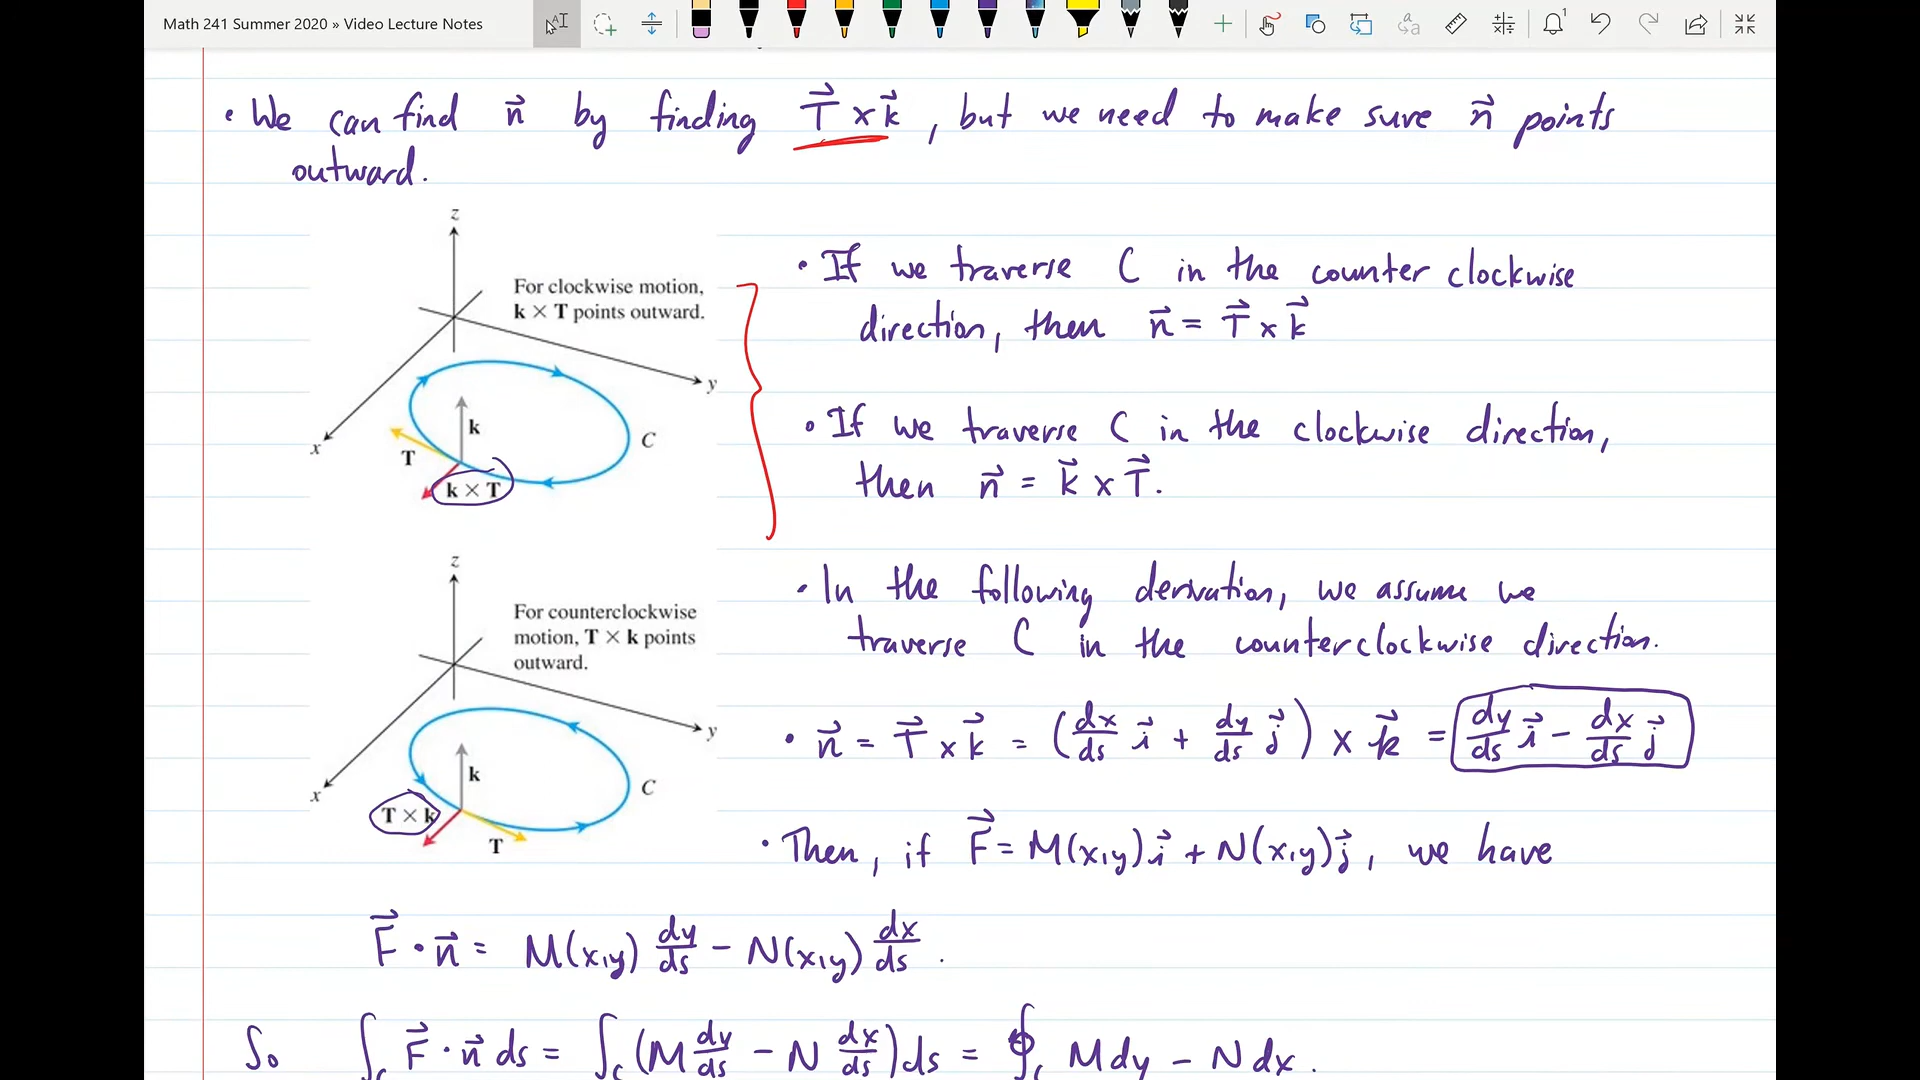 Math 241 Summer 2020 » Video Lecture Notes
• We can find n⃗ by finding T⃗ × k⃗ , but we need to make sure n⃗ points
outward.
z
For clockwise motion,
k × T points outward.
y
x
k
T
C
k × T
• If we traverse C in the counter clockwise
direction, then n⃗ = T⃗ × k⃗
• If we traverse C in the clockwise direction,
then n⃗ = k⃗ × T⃗.
z
For counterclockwise
motion, T × k points
outward.
y
x
k
C
T × k
T
• In the following derivation, we assume we
traverse C in the counterclockwise direction.
• n⃗ = T⃗ × k⃗ = (dx/ds i⃗ + dy/ds j⃗) × k⃗ = dy/ds i⃗ − dx/ds j⃗
• Then, if F⃗ = M(x,y) i⃗ + N(x,y) j⃗, we have
F⃗ · n⃗ = M(x,y) dy/ds − N(x,y) dx/ds .
So ∫_C F⃗ · n⃗ ds = ∫_C (M dy/ds − N dx/ds) ds = ∮_C M dy − N dx .